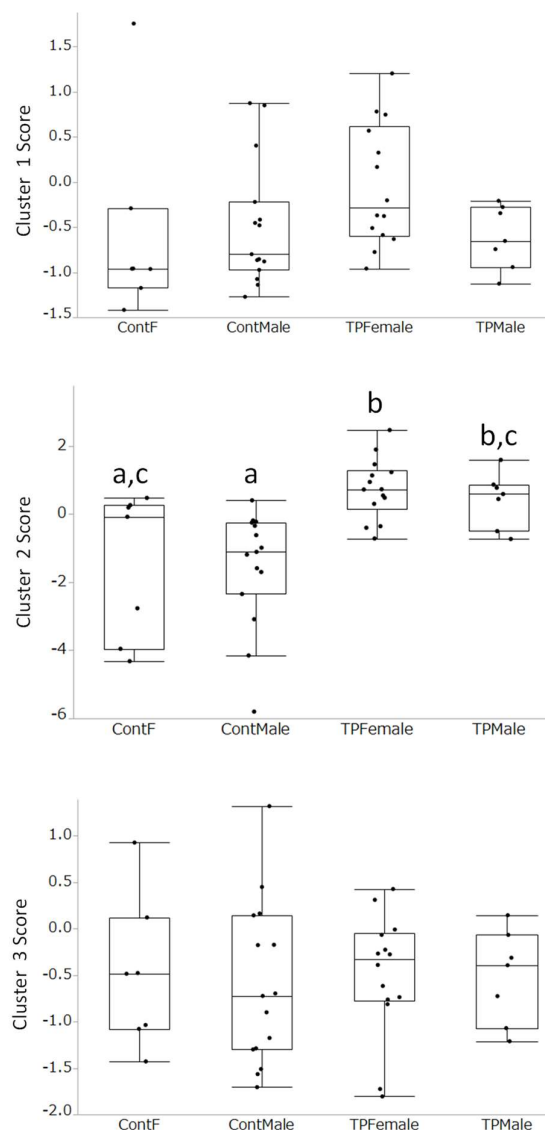 Cluster 1 Score
1.5
1.0
0.5
0.0
-0.5
-1.0
-1.5
ContF ContMale TPFemale TPMale
Cluster 2 Score
b
b,c
a,c
a
2
0
-2
-4
-6
ContF ContMale TPFemale TPMale
Cluster 3 Score
1.0
0.5
0.0
-0.5
-1.0
-1.5
-2.0
ContF ContMale TPFemale TPMale